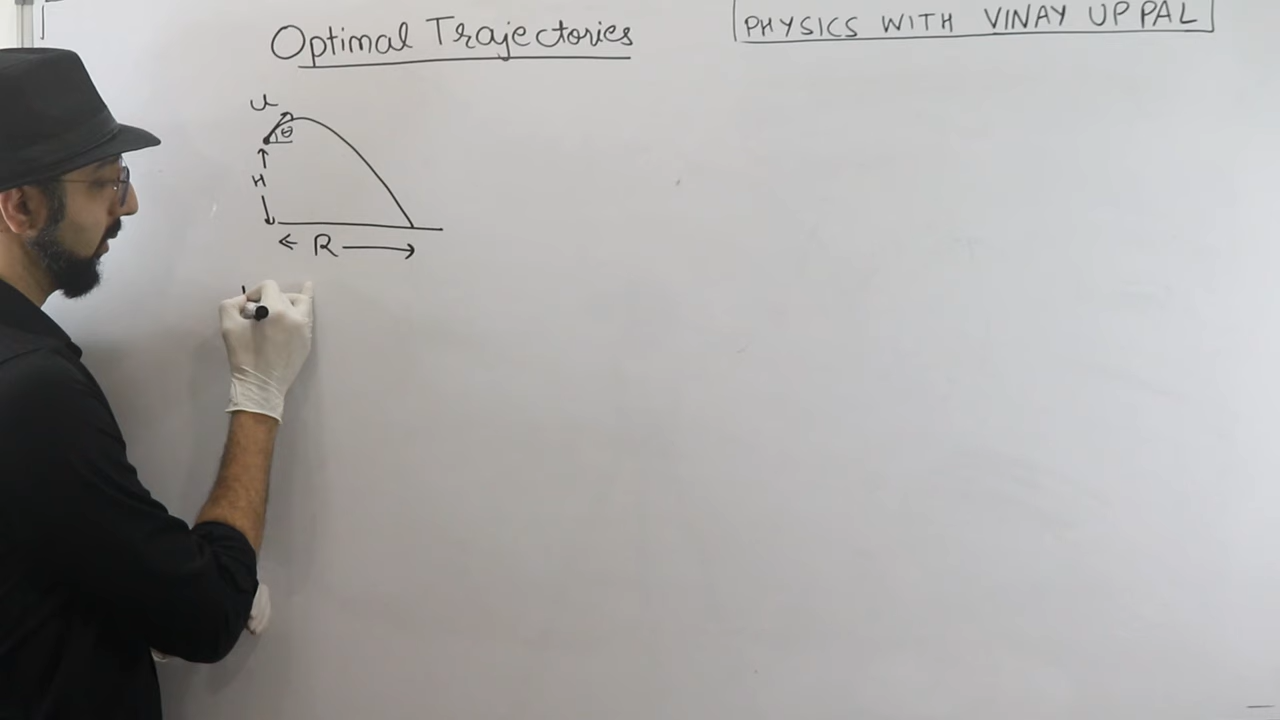 Optimal Trajectories
PHYSICS WITH VINAY UPPAL
u
θ
H
R